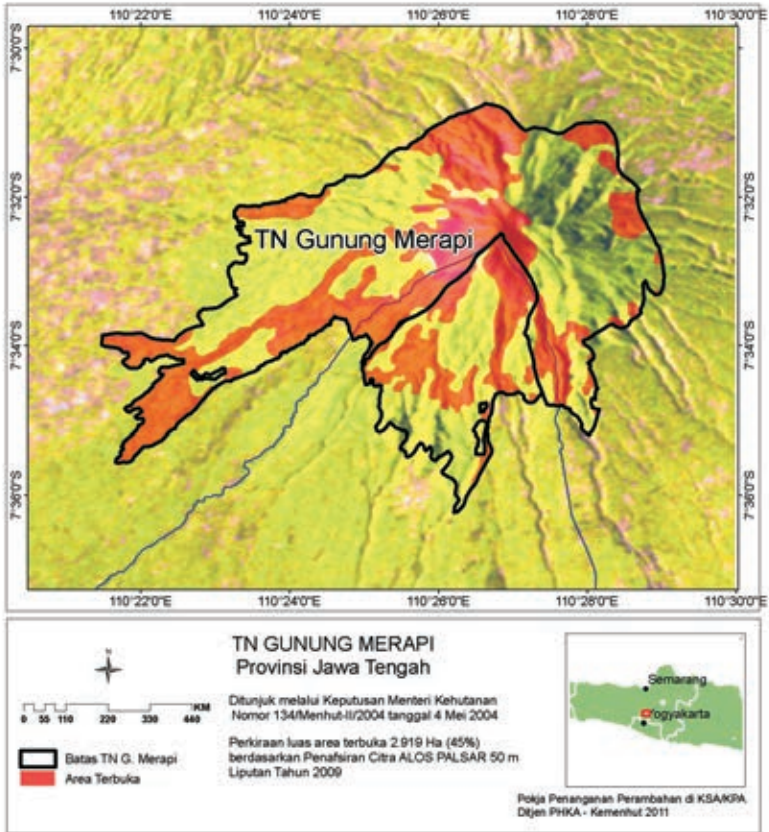 110°22'0"E 110°24'0"E 110°26'0"E 110°28'0"E 110°30'0"E
7°30'0"S
7°32'0"S
7°34'0"S
7°36'0"S
7°30'0"S
7°32'0"S
7°34'0"S
7°36'0"S
TN Gunung Merapi
110°22'0"E 110°24'0"E 110°26'0"E 110°28'0"E 110°30'0"E
N
0 55 110 220 330 440 KM
Batas TN G. Merapi
Area Terbuka
TN GUNUNG MERAPI
Provinsi Jawa Tengah
Ditunjuk melalui Keputusan Menteri Kehutanan
Nomor 134/Menhut-II/2004 tanggal 4 Mei 2004
Perkiraan luas area terbuka 2.919 Ha (45%)
berdasarkan Penafsiran Citra ALOS PALSAR 50 m
Liputan Tahun 2009
Semarang
Yogyakarta
Pokja Penanganan Perambahan di KSA/KPA
Ditjen PHKA - Kemenhut 2011